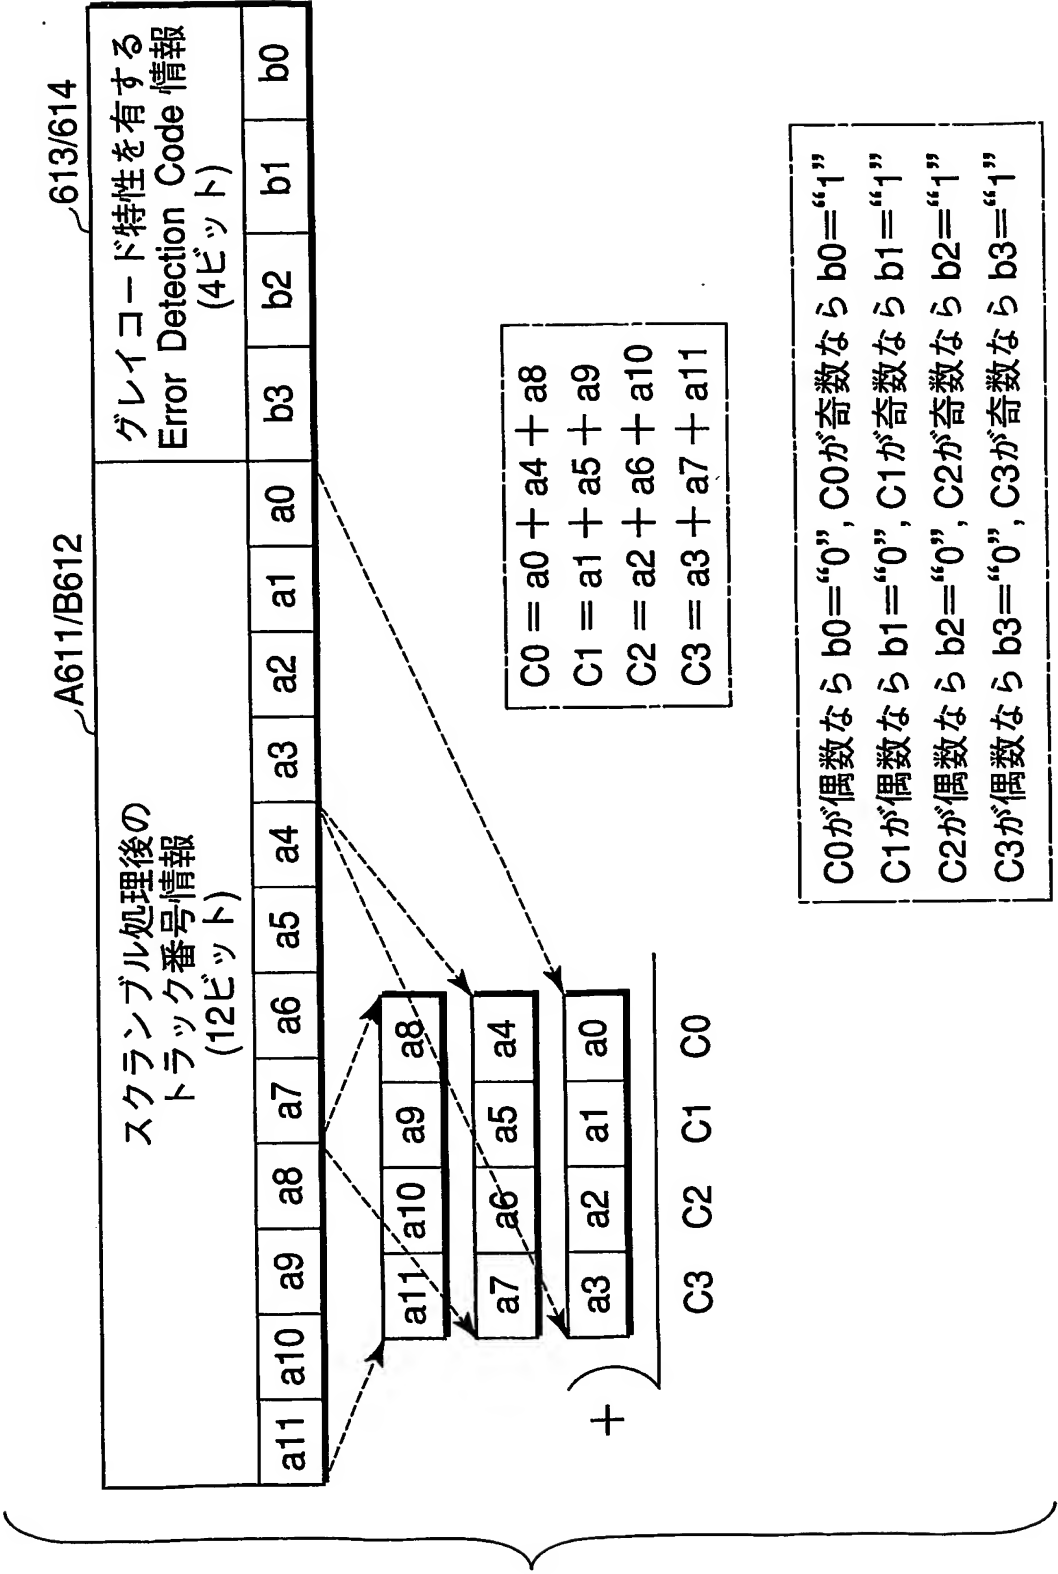 A611/B612
613/614
スクランブル処理後の
トラック番号情報
(12ビット)
グレイコード特性を有する
Error Detection Code 情報
(4ビット)
a11 a10 a9 a8 a7 a6 a5 a4 a3 a2 a1 a0 b3 b2 b1 b0
a11 a10 a9 a8
a7 a6 a5 a4
+ a3 a2 a1 a0
C3 C2 C1 C0
C0 = a0 + a4 + a8
C1 = a1 + a5 + a9
C2 = a2 + a6 + a10
C3 = a3 + a7 + a11
C0が偶数なら b0=“0”, C0が奇数なら b0=“1”
C1が偶数なら b1=“0”, C1が奇数なら b1=“1”
C2が偶数なら b2=“0”, C2が奇数なら b2=“1”
C3が偶数なら b3=“0”, C3が奇数なら b3=“1”